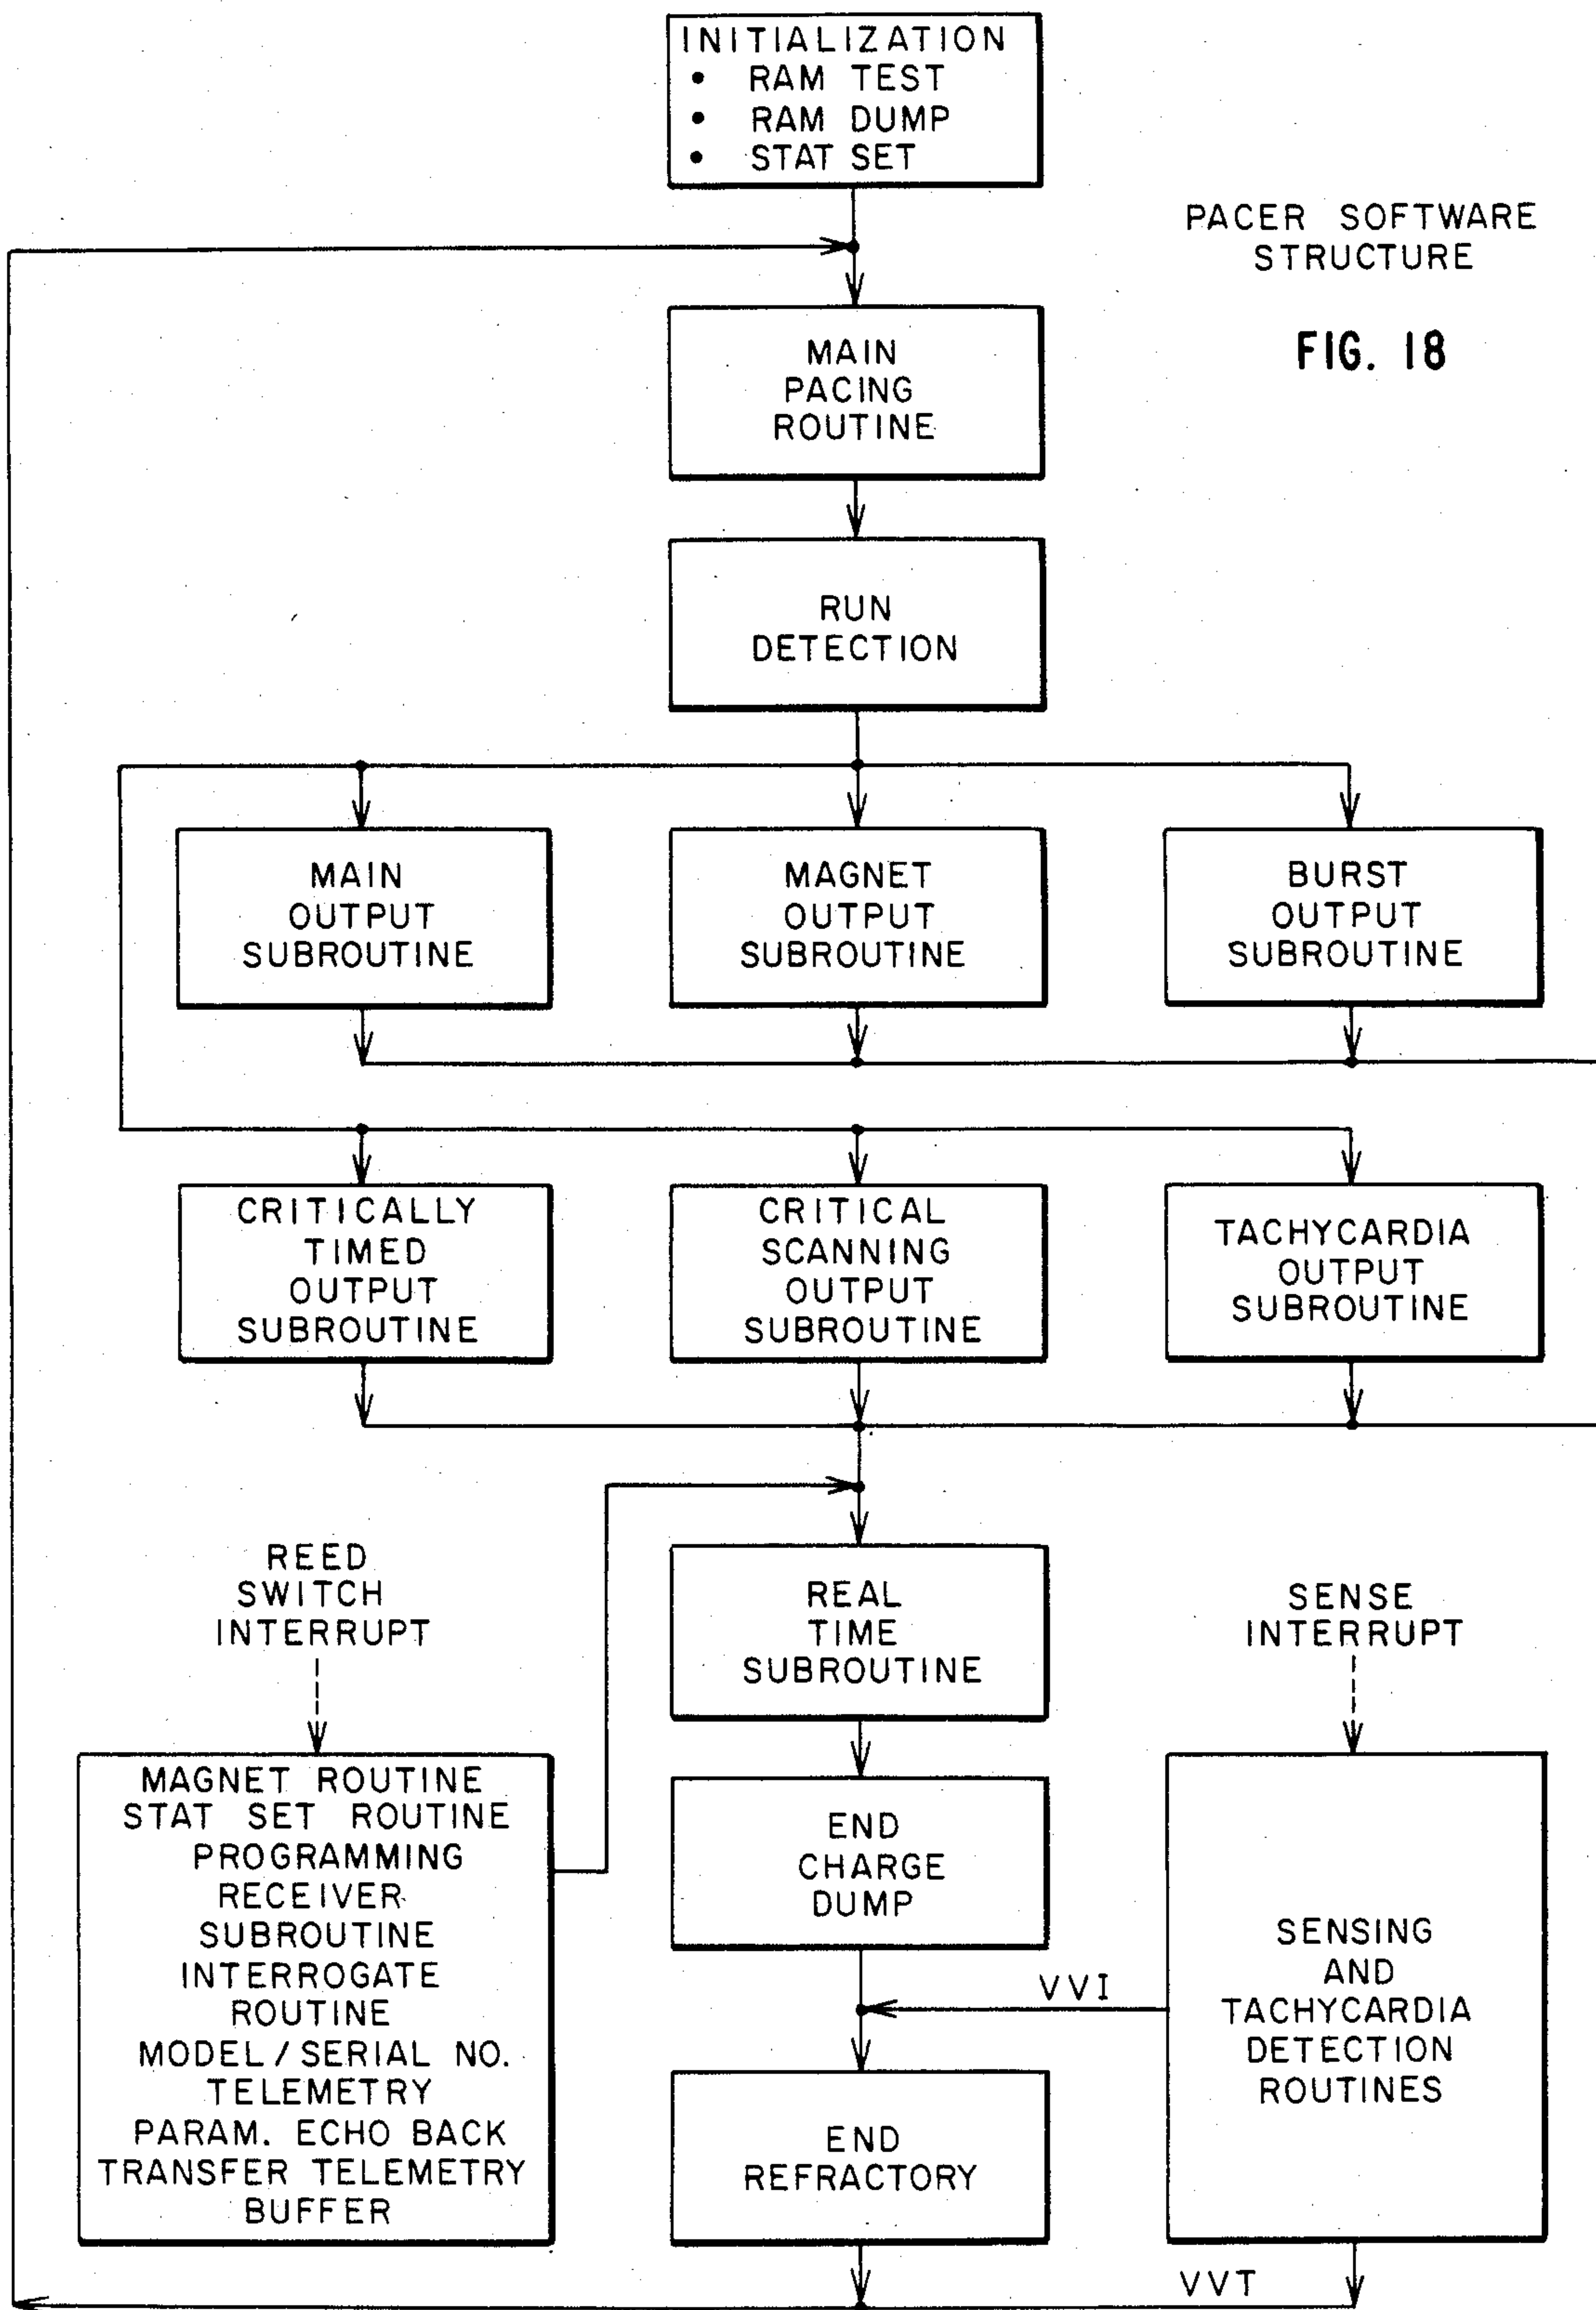 INITIALIZATION
• RAM TEST
• RAM DUMP
• STAT SET
PACER SOFTWARE
STRUCTURE
FIG. 18
MAIN
PACING
ROUTINE
RUN
DETECTION
MAIN
OUTPUT
SUBROUTINE
MAGNET
OUTPUT
SUBROUTINE
BURST
OUTPUT
SUBROUTINE
CRITICALLY
TIMED
OUTPUT
SUBROUTINE
CRITICAL
SCANNING
OUTPUT
SUBROUTINE
TACHYCARDIA
OUTPUT
SUBROUTINE
REED
SWITCH
INTERRUPT
REAL
TIME
SUBROUTINE
SENSE
INTERRUPT
MAGNET ROUTINE
STAT SET ROUTINE
PROGRAMMING
RECEIVER
SUBROUTINE
INTERROGATE
ROUTINE
MODEL/SERIAL NO.
TELEMETRY
PARAM. ECHO BACK
TRANSFER TELEMETRY
BUFFER
END
CHARGE
DUMP
VVI
SENSING
AND
TACHYCARDIA
DETECTION
ROUTINES
END
REFRACTORY
VVT